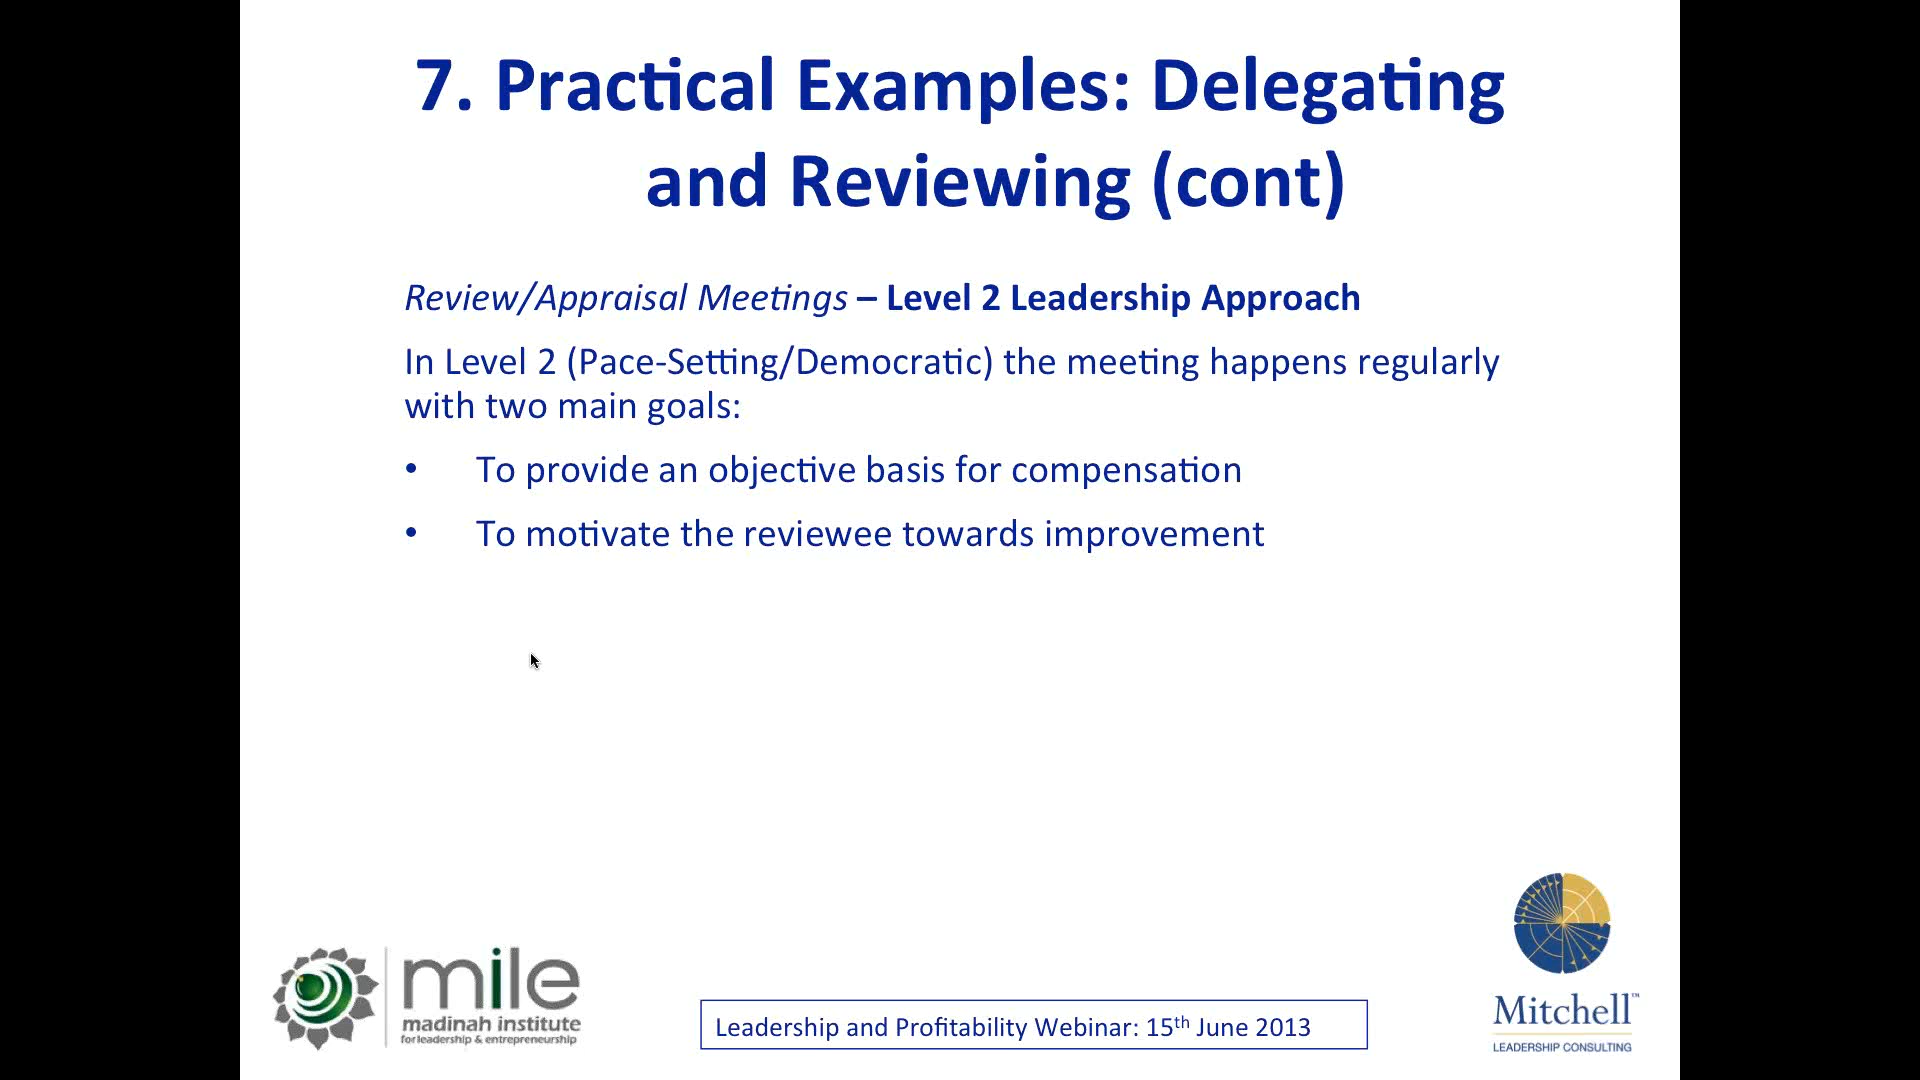 7. Practical Examples: Delegating
and Reviewing (cont)
Review/Appraisal Meetings – Level 2 Leadership Approach
In Level 2 (Pace-Setting/Democratic) the meeting happens regularly
with two main goals:
• To provide an objective basis for compensation
• To motivate the reviewee towards improvement
mile
madinah institute
for leadership & entrepreneurship
Leadership and Profitability Webinar: 15th June 2013
Mitchell™
LEADERSHIP CONSULTING